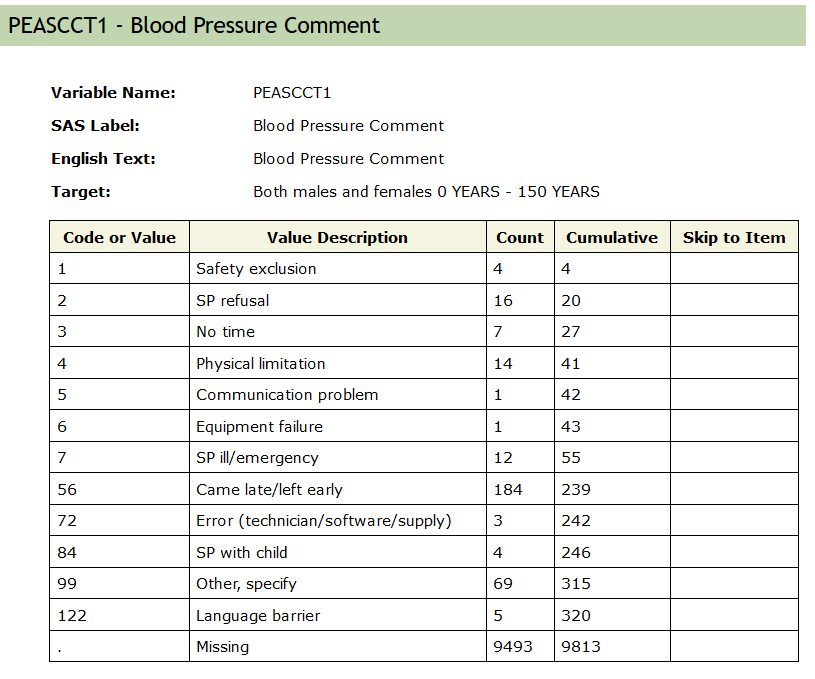 PEASCCT1 - Blood Pressure Comment
Variable Name: PEASCCT1
SAS Label: Blood Pressure Comment
English Text: Blood Pressure Comment
Target: Both males and females 0 YEARS - 150 YEARS
Code or Value Value Description Count Cumulative Skip to Item
1 Safety exclusion 4 4
2 SP refusal 16 20
3 No time 7 27
4 Physical limitation 14 41
5 Communication problem 1 42
6 Equipment failure 1 43
7 SP ill/emergency 12 55
56 Came late/left early 184 239
72 Error (technician/software/supply) 3 242
84 SP with child 4 246
99 Other, specify 69 315
122 Language barrier 5 320
. Missing 9493 9813